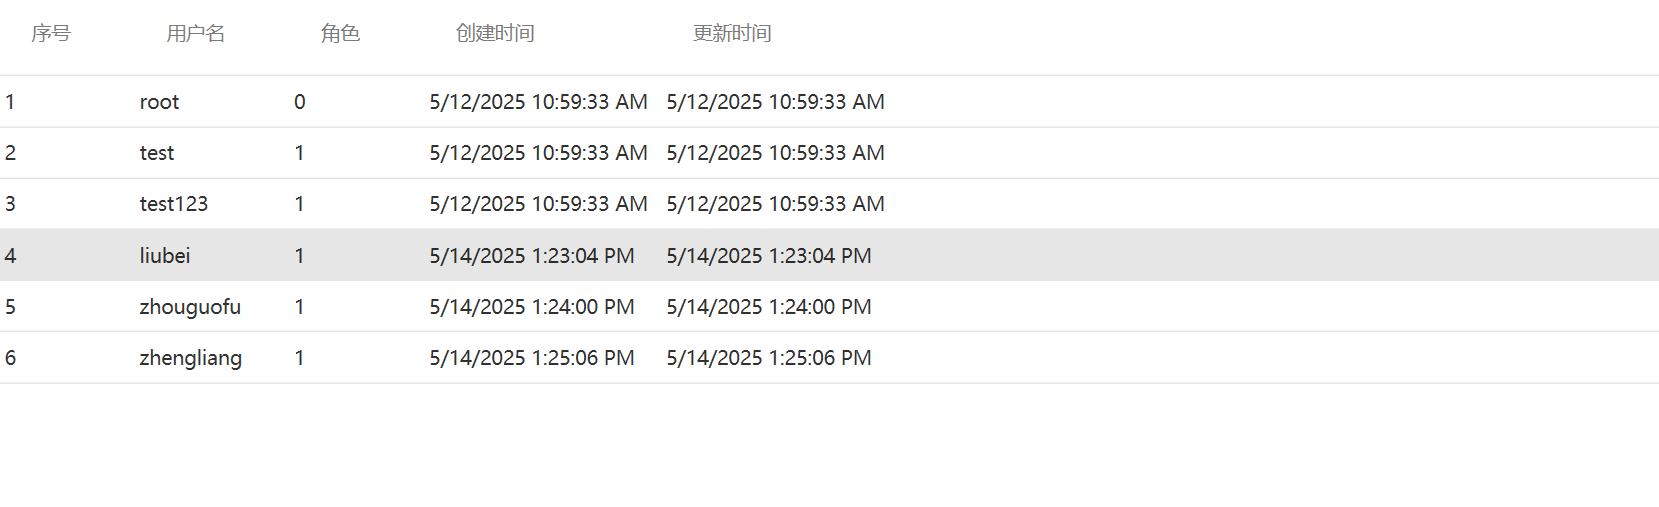 序号 用户名 角色 创建时间 更新时间
1 root 0 5/12/2025 10:59:33 AM 5/12/2025 10:59:33 AM
2 test 1 5/12/2025 10:59:33 AM 5/12/2025 10:59:33 AM
3 test123 1 5/12/2025 10:59:33 AM 5/12/2025 10:59:33 AM
4 liubei 1 5/14/2025 1:23:04 PM 5/14/2025 1:23:04 PM
5 zhouguofu 1 5/14/2025 1:24:00 PM 5/14/2025 1:24:00 PM
6 zhengliang 1 5/14/2025 1:25:06 PM 5/14/2025 1:25:06 PM